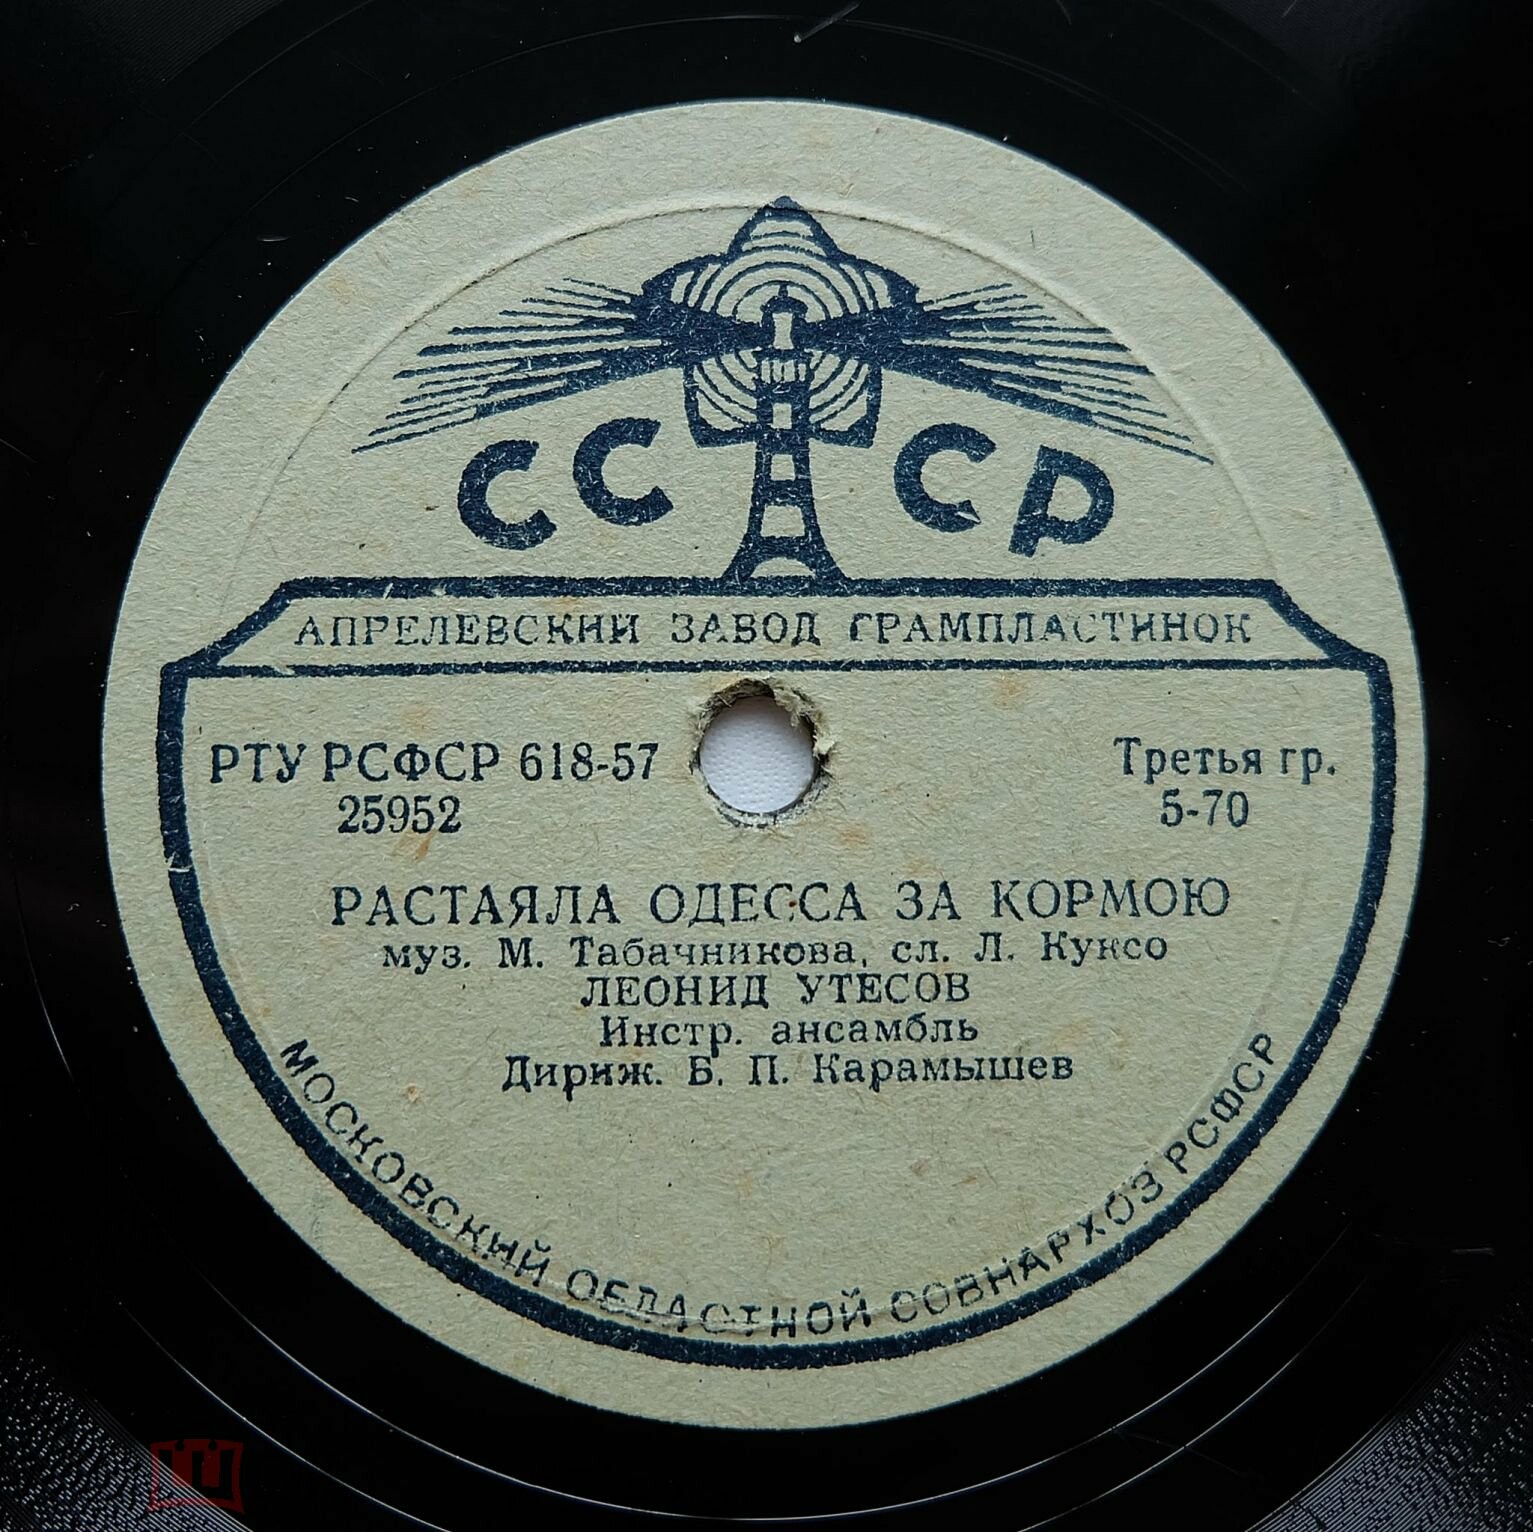 СССР
АПРЕЛЕВСКИЙ ЗАВОД ГРАМПЛАСТИНОК
РТУ РСФСР 618-57
25952
Третья гр.
5-70
РАСТАЯЛА ОДЕССА ЗА КОРМОЮ
муз. М. Табачникова, сл. Л. Куксо
ЛЕОНИД УТЕСОВ
Инстр. ансамбль
Дириж. Б. П. Карамышев
МОСКОВСКИЙ ОБЛАСТНОЙ СОВНАРХОЗ РСФСР